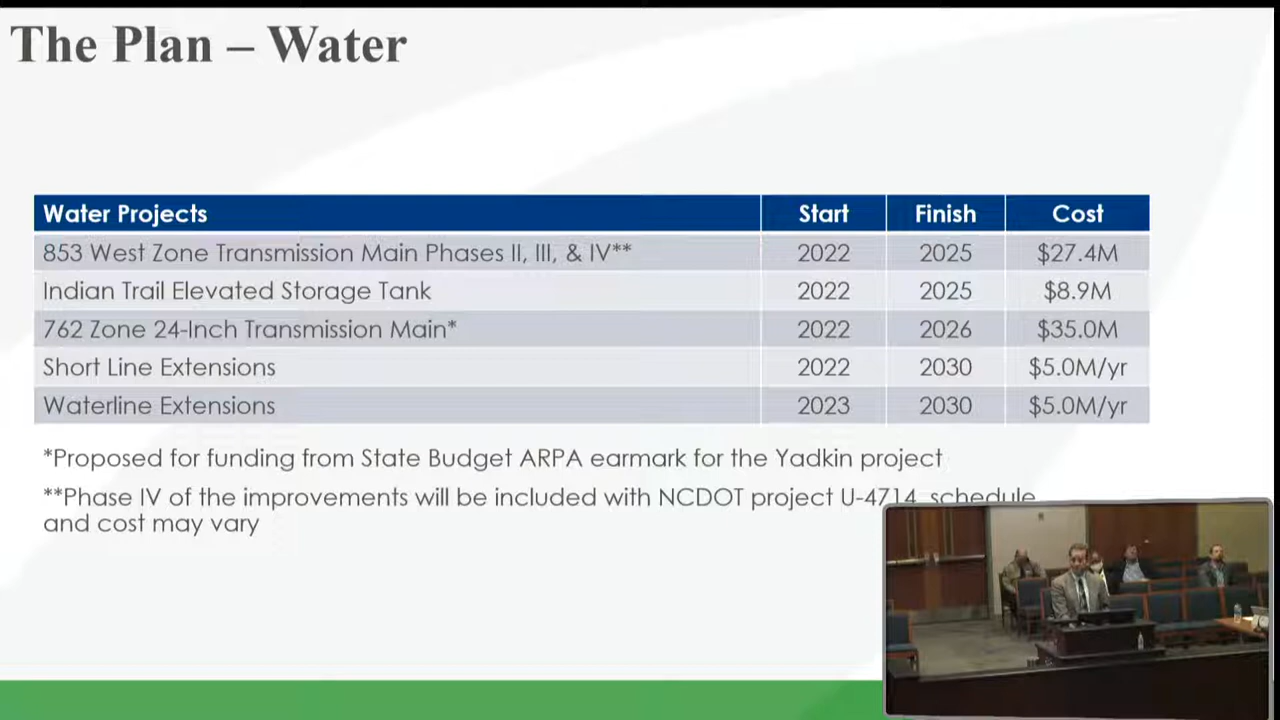 The Plan – Water
Water Projects Start Finish Cost
853 West Zone Transmission Main Phases II, III, & IV** 2022 2025 $27.4M
Indian Trail Elevated Storage Tank 2022 2025 $8.9M
762 Zone 24-Inch Transmission Main* 2022 2026 $35.0M
Short Line Extensions 2022 2030 $5.0M/yr
Waterline Extensions 2023 2030 $5.0M/yr
*Proposed for funding from State Budget ARPA earmark for the Yadkin project
**Phase IV of the improvements will be included with NCDOT project U-4714, schedule
and cost may vary